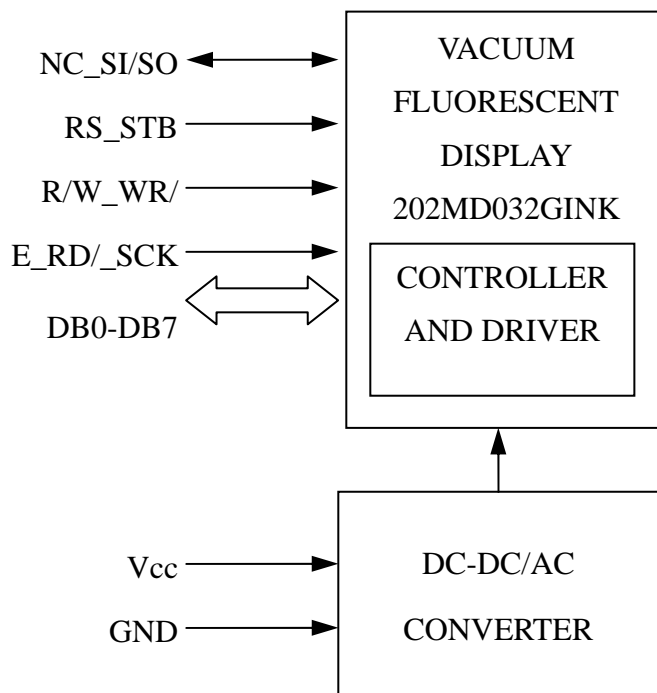 NC_SI/SO
RS_STB
R/W_WR/
E_RD/_SCK
DB0-DB7
VACUUM
FLUORESCENT
DISPLAY
202MD032GINK
CONTROLLER
AND DRIVER
Vcc
GND
DC-DC/AC
CONVERTER